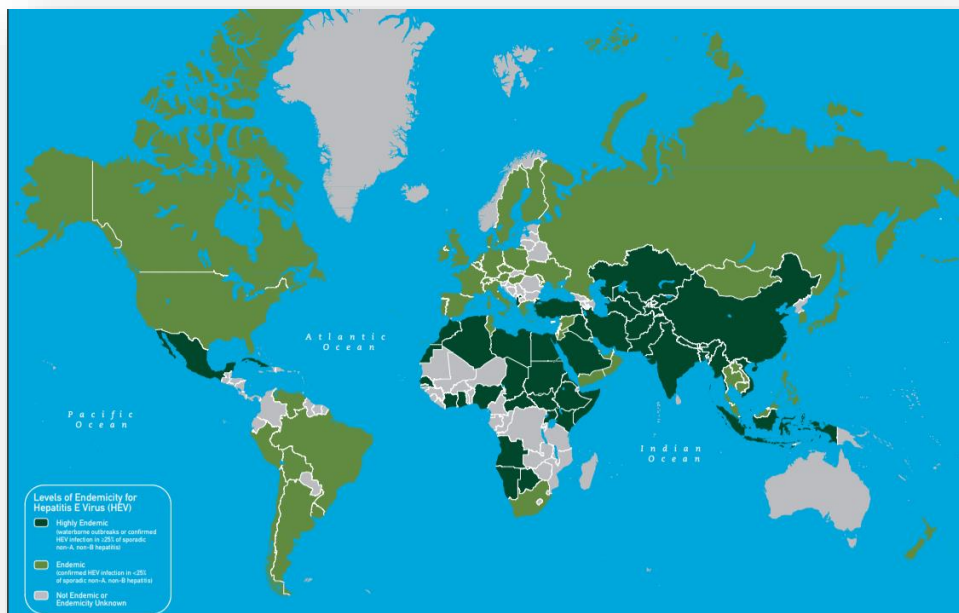 Atlantic
Ocean
Pacific
Ocean
Indian
Ocean
Levels of Endemicity for
Hepatitis E Virus (HEV)
Highly Endemic
(waterborne outbreaks or confirmed
HEV infection in ≥25% of sporadic
non-A, non-B hepatitis)
Endemic
(confirmed HEV infection in <25%
of sporadic non-A, non-B hepatitis)
Not Endemic or
Endemicity Unknown